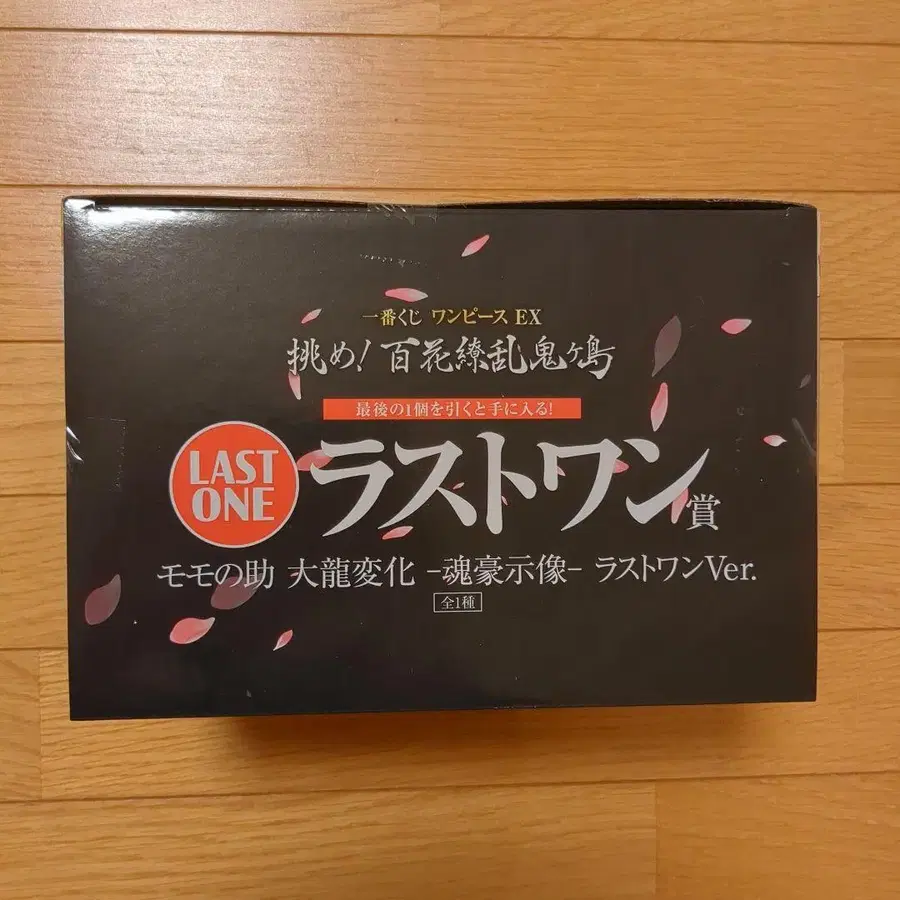 一番くじ ワンピース EX
挑め! 百花繚乱鬼ヶ島
最後の1個を引くと手に入る!
LAST
ONE
ラストワン賞
モモの助 大龍変化 -魂豪示像- ラストワンVer.
全1種